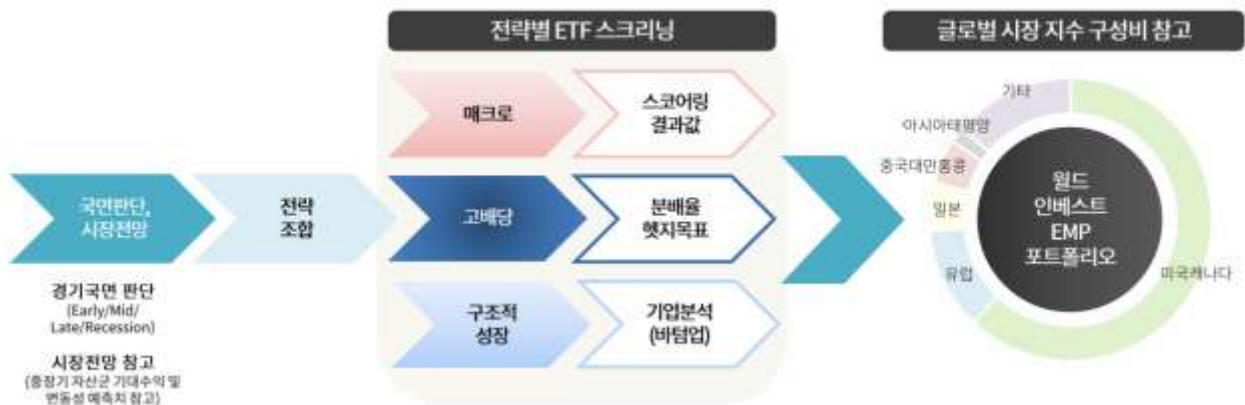 전략별 ETF 스크리닝
글로벌 시장 지수 구성비 참고
국면판단,
시장전망
경기국면 판단
(Early/Mid/
Late/Recession)
시장전망 참고
(중장기 자산군 기대수익 및
변동성 예측치 참고)
전략
조합
매크로
스코어링
결과값
고배당
분배율
헷지목표
구조적
성장
기업분석
(바텀업)
기타
아시아태평양
중국대만홍콩
일본
유럽
미국캐나다
월드
인베스트
EMP
포트폴리오